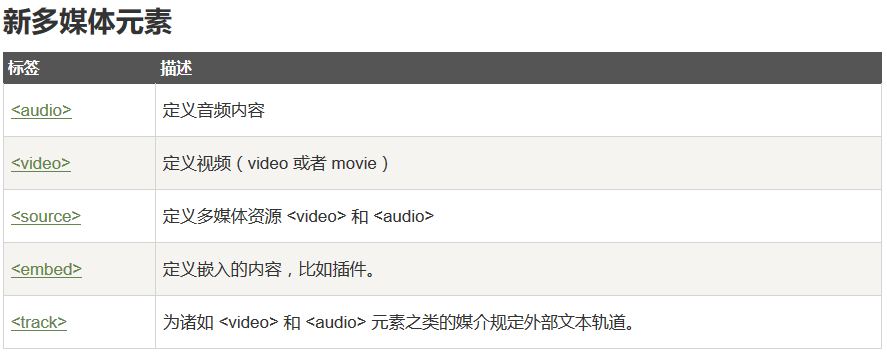 新多媒体元素
标签 描述
<audio> 定义音频内容
<video> 定义视频（video 或者 movie）
<source> 定义多媒体资源 <video> 和 <audio>
<embed> 定义嵌入的内容，比如插件。
<track> 为诸如 <video> 和 <audio> 元素之类的媒介规定外部文本轨道。